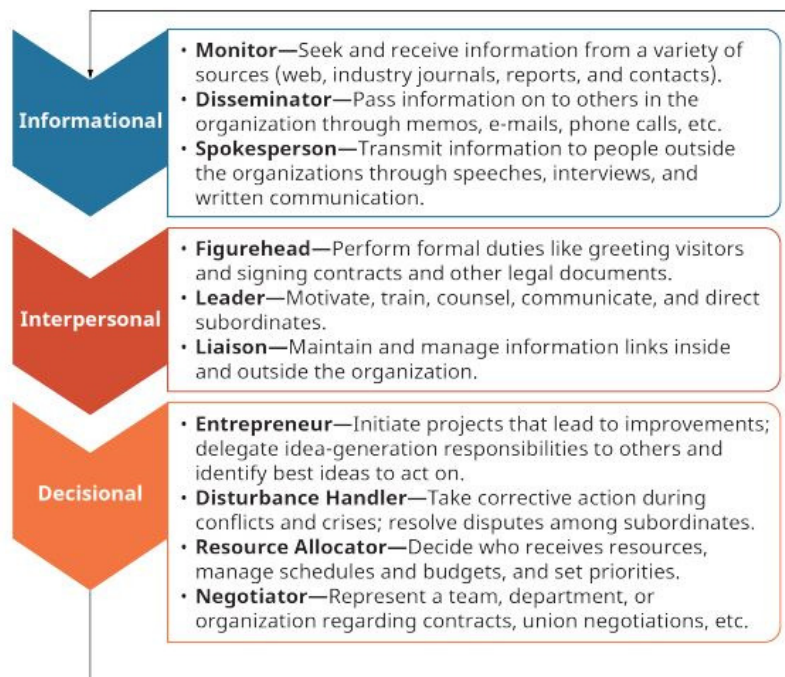 Informational
• Monitor—Seek and receive information from a variety of
sources (web, industry journals, reports, and contacts).
• Disseminator—Pass information on to others in the
organization through memos, e-mails, phone calls, etc.
• Spokesperson—Transmit information to people outside
the organizations through speeches, interviews, and
written communication.
Interpersonal
• Figurehead—Perform formal duties like greeting visitors
and signing contracts and other legal documents.
• Leader—Motivate, train, counsel, communicate, and direct
subordinates.
• Liaison—Maintain and manage information links inside
and outside the organization.
Decisional
• Entrepreneur—Initiate projects that lead to improvements;
delegate idea-generation responsibilities to others and
identify best ideas to act on.
• Disturbance Handler—Take corrective action during
conflicts and crises; resolve disputes among subordinates.
• Resource Allocator—Decide who receives resources,
manage schedules and budgets, and set priorities.
• Negotiator—Represent a team, department, or
organization regarding contracts, union negotiations, etc.